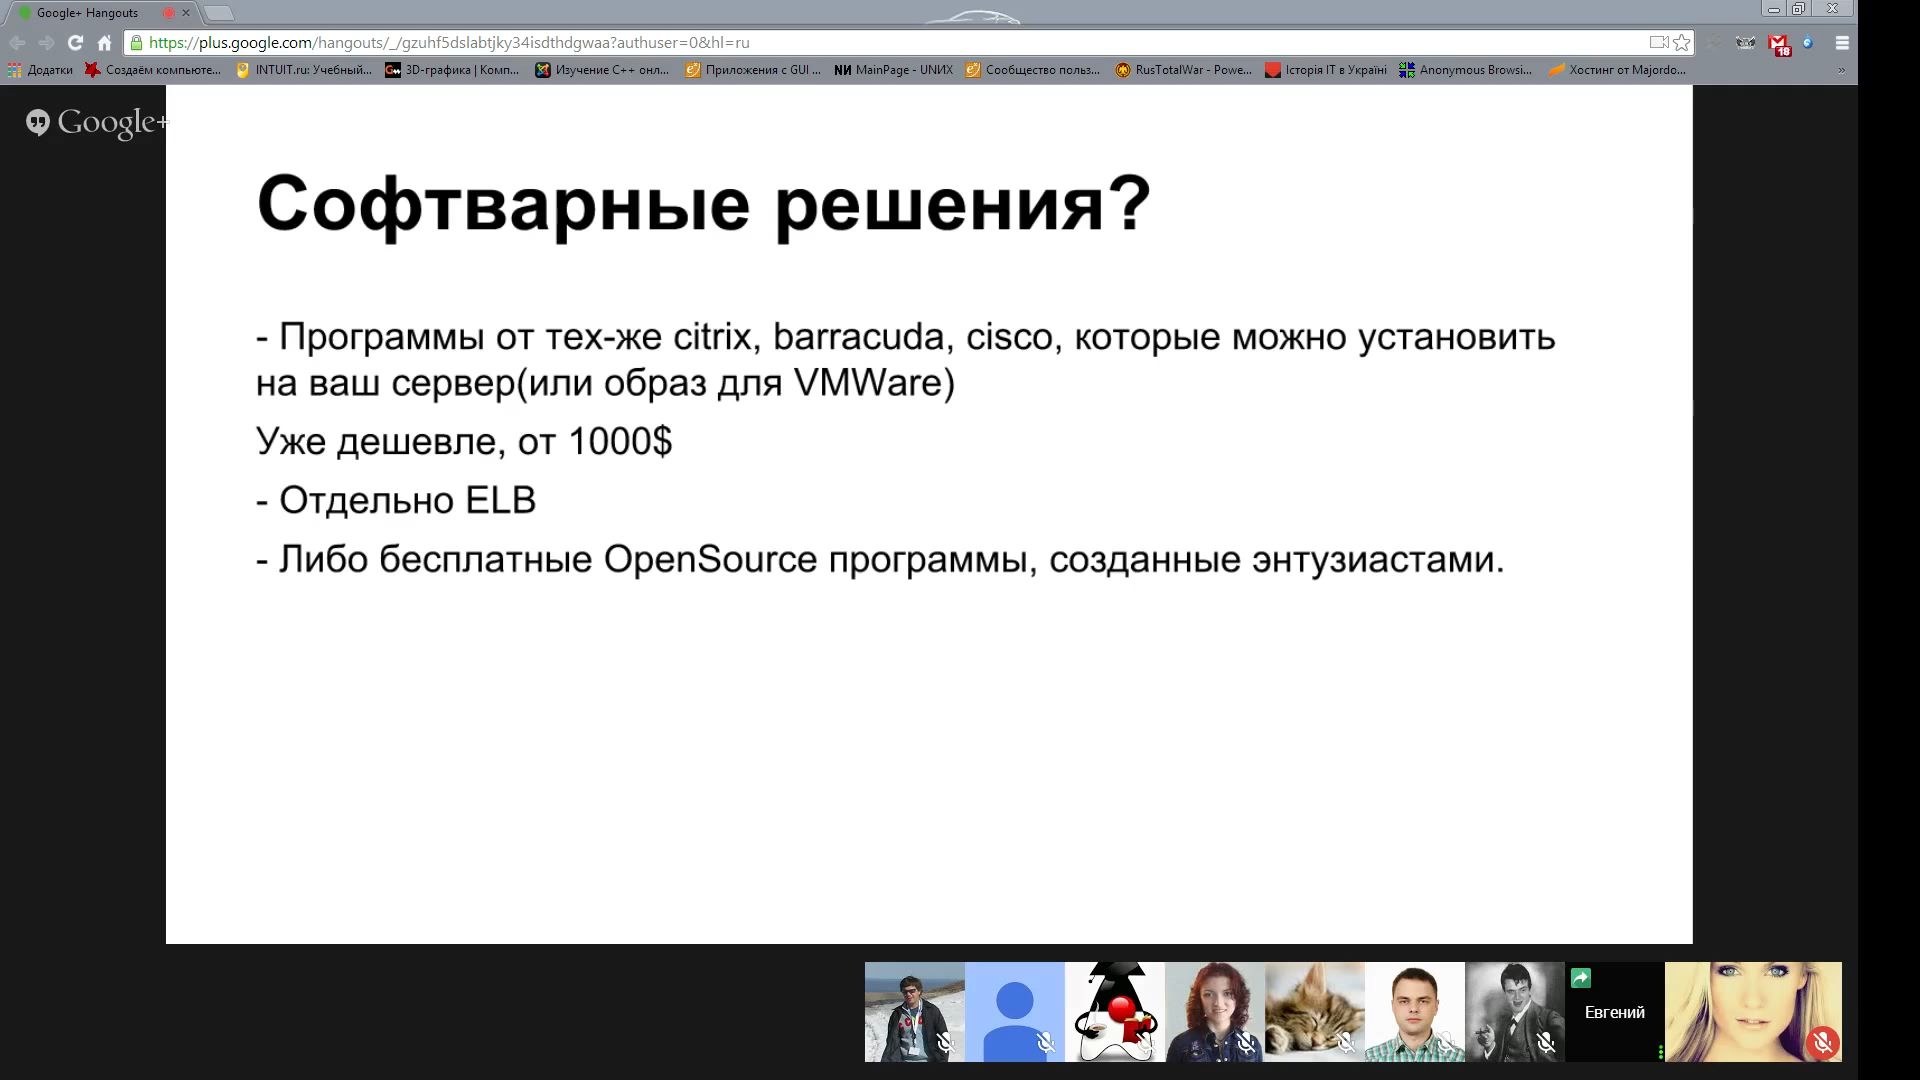 Google+ Hangouts
https://plus.google.com/hangouts/_/gzuhf5dslabtjky34isdthdgwaa?authuser=0&hl=ru
Додатки Создаём компьюте... INTUIT.ru: Учебный... 3D-графика | Комп... Изучение C++ онл... Приложения с GUI ... MainPage - UNИX Сообщество польз... RusTotalWar - Powe... Історія ІТ в Україні Anonymous Browsi... Хостинг от Majordo... »
18
Google+
Софтварные решения?
- Программы от тех-же citrix, barracuda, cisco, которые можно установить
на ваш сервер(или образ для VMWare)
Уже дешевле, от 1000$
- Отдельно ELB
- Либо бесплатные OpenSource программы, созданные энтузиастами.
Евгений